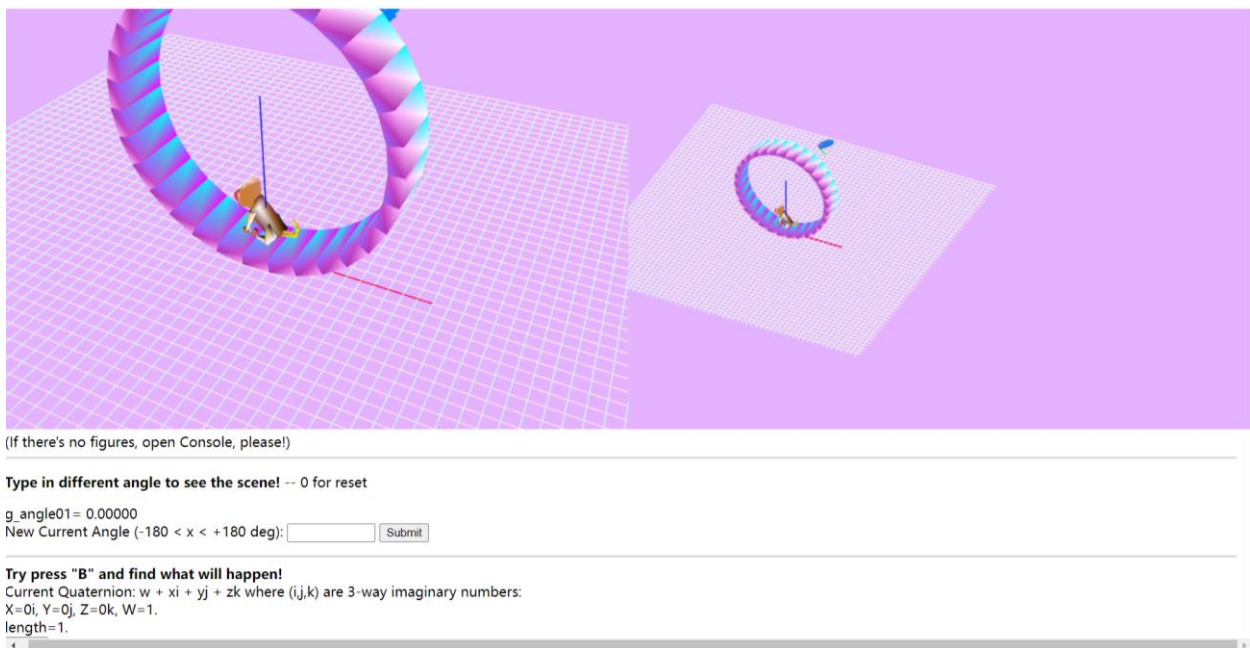 (If there's no figures, open Console, please!)
Type in different angle to see the scene! -- 0 for reset
g_angle01= 0.00000
New Current Angle (-180 < x < +180 deg): Submit
Try press "B" and find what will happen!
Current Quaternion: w + xi + yj + zk where (i,j,k) are 3-way imaginary numbers:
X=0i, Y=0j, Z=0k, W=1.
length=1.